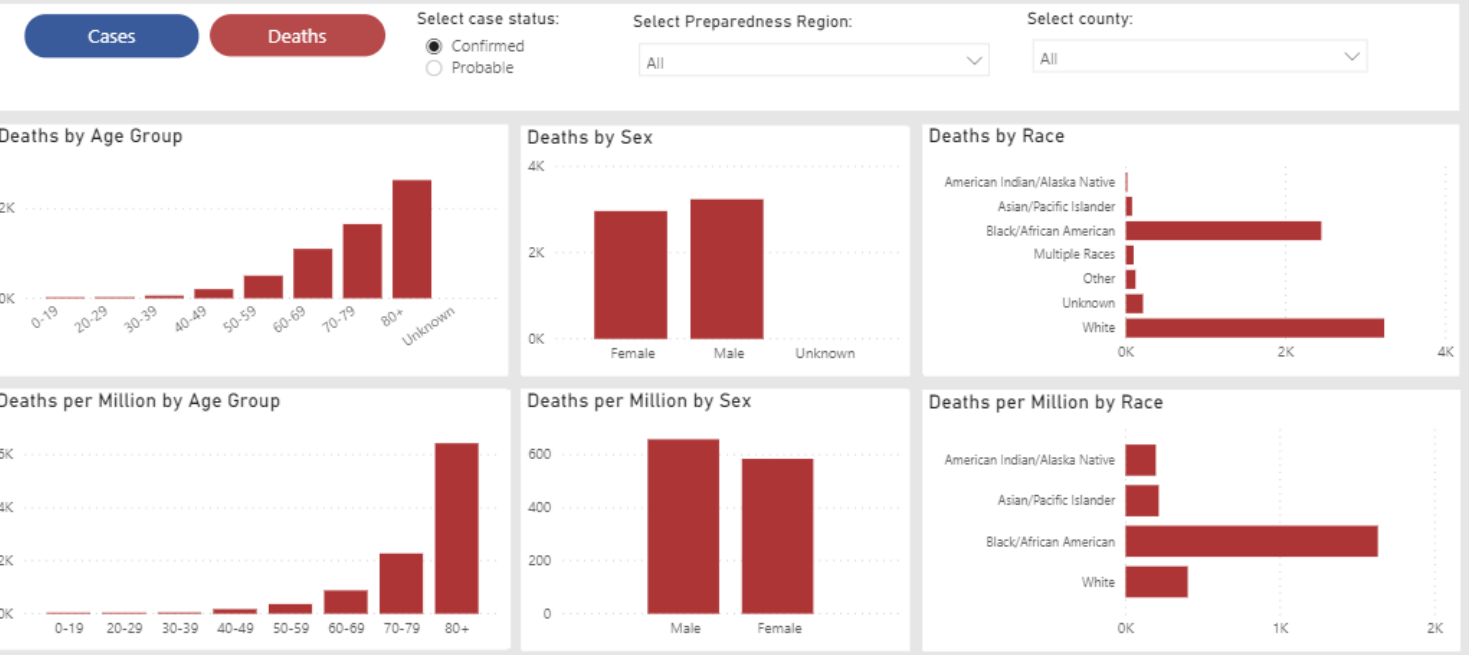 Cases
Deaths
Select case status:
Confirmed
Probable
Select Preparedness Region:
All
Select county:
All
Deaths by Age Group
2K
0K
0-19 20-29 30-39 40-49 50-59 60-69 70-79 80+ Unknown
Deaths by Sex
4K
2K
0K
Female Male Unknown
Deaths by Race
American Indian/Alaska Native
Asian/Pacific Islander
Black/African American
Multiple Races
Other
Unknown
White
0K 2K 4K
Deaths per Million by Age Group
6K
4K
2K
0K
0-19 20-29 30-39 40-49 50-59 60-69 70-79 80+
Deaths per Million by Sex
600
400
200
0
Male Female
Deaths per Million by Race
American Indian/Alaska Native
Asian/Pacific Islander
Black/African American
White
0K 1K 2K